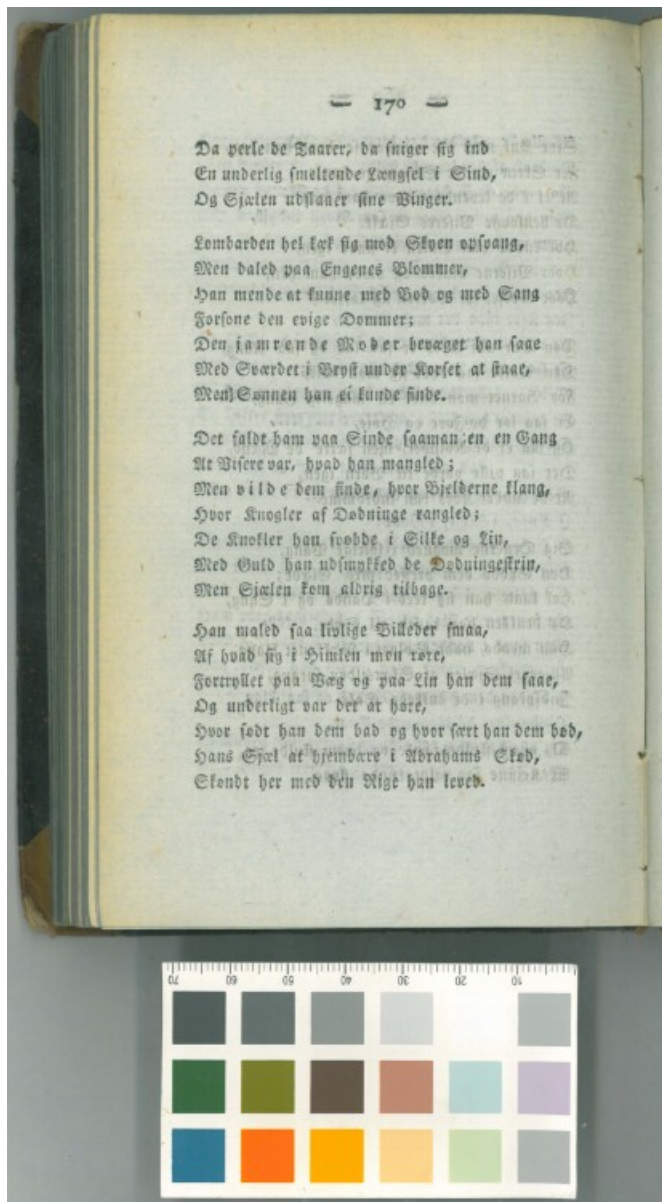 — 170 —
Da perle de Taarer, da sniger sig ind
En underlig smeltende Længsel i Sind,
Og Sjælen udslaaer sine Vinger.
Lombarden hel kæk sig mod Skyen opsvang,
Men daled paa Engenes Blommer,
Han mende at kunne med Bod og med Sang
Forsone den evige Dommer;
Den jamrende Moder bevæget han saae
Med Sværdet i Bryst under Korset at staae,
Men Sønnen han ei kunde finde.
Det faldt ham paa Sinde saamangen en Gang
At Visere var, hvad han mangled;
Men vilde dem finde, hvor Bjelderne klang,
Hvor Knogler af Dødninge rangled;
De Knokler han svøbde i Silke og Lin,
Med Guld han udsmykked de Dødningeskrin,
Men Sjælen kom aldrig tilbage.
Han maled saa livlige Billeder smaa,
Af hvad sig i Himlen mon røre,
Fortryllet paa Væg og paa Lin han dem saae,
Og underligt var det at høre,
Hvor sødt han dem bad og hvor sært han dem bød,
Hans Sjæl at hjembære i Abrahams Skød,
Skøndt her med den Rige han leved.
70 60 50 40 30 20 10